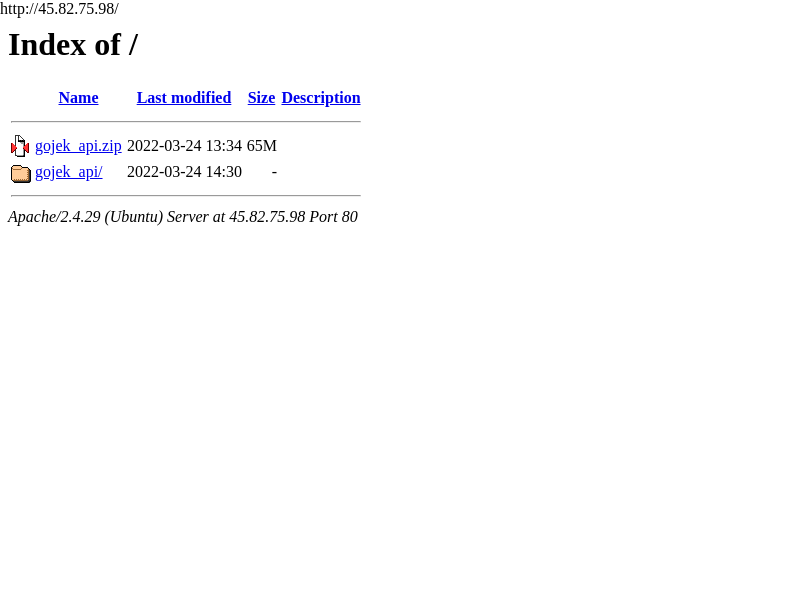 http://45.82.75.98/
Index of /
Name Last modified Size Description
gojek_api.zip 2022-03-24 13:34 65M
gojek_api/ 2022-03-24 14:30 -
Apache/2.4.29 (Ubuntu) Server at 45.82.75.98 Port 80